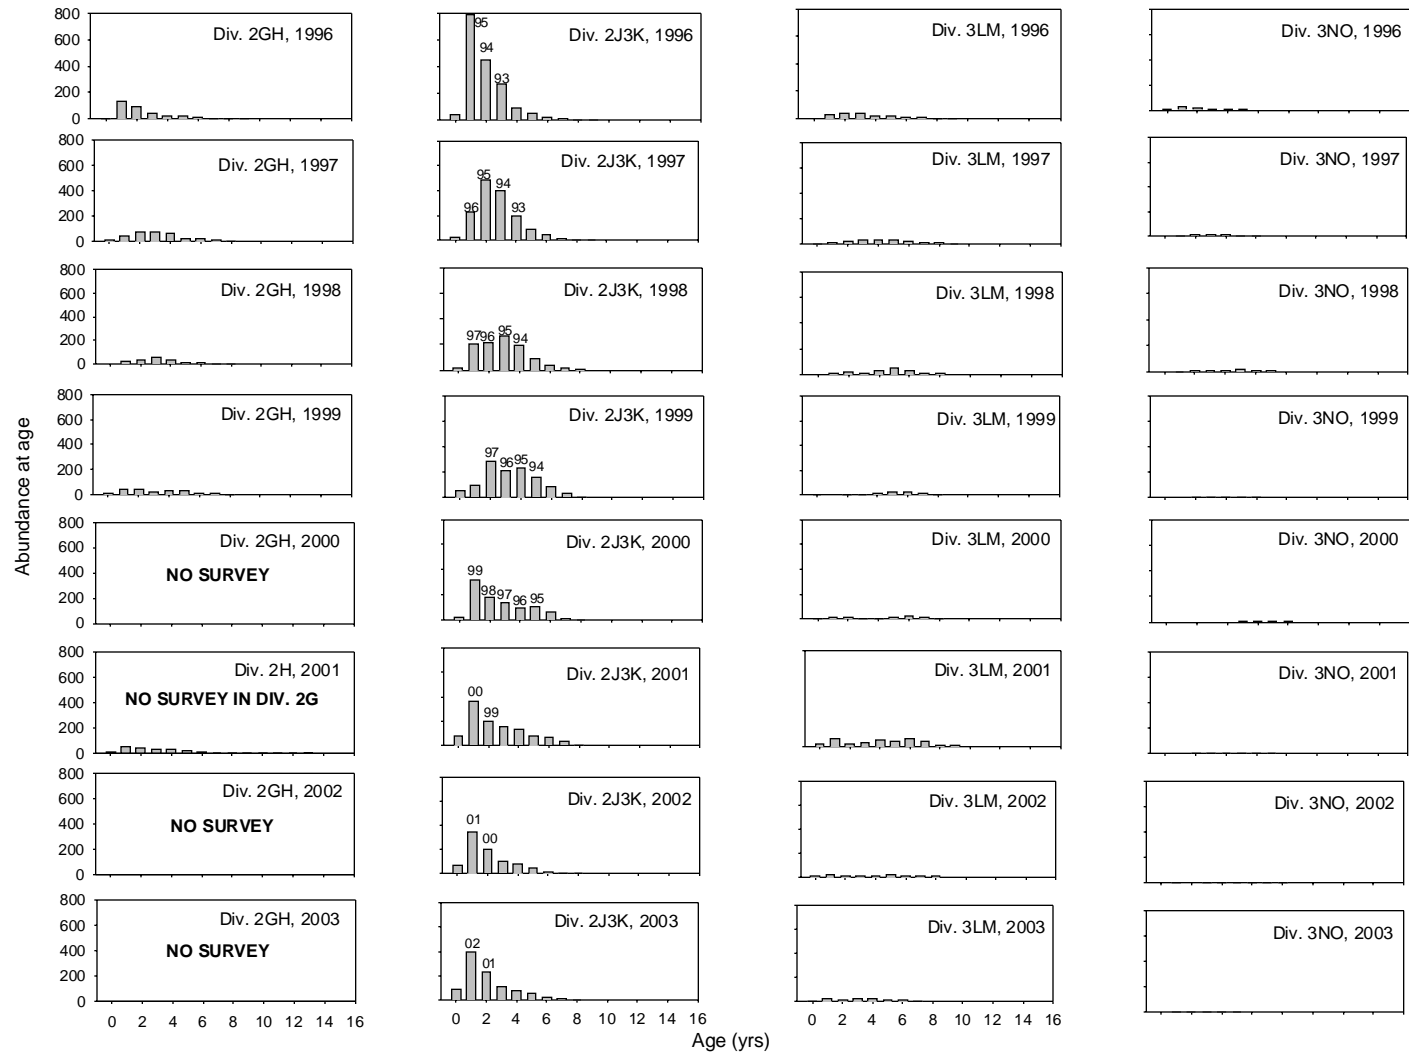 Abundance at age
800
600
400
200
0
Div. 2GH, 1996
95
94
93
Div. 2J3K, 1996
Div. 3LM, 1996
Div. 3NO, 1996
800
600
400
200
0
Div. 2GH, 1997
96
95
94
93
Div. 2J3K, 1997
Div. 3LM, 1997
Div. 3NO, 1997
800
600
400
200
0
Div. 2GH, 1998
97
96
95
94
Div. 2J3K, 1998
Div. 3LM, 1998
Div. 3NO, 1998
800
600
400
200
0
Div. 2GH, 1999
97
96
95
94
Div. 2J3K, 1999
Div. 3LM, 1999
Div. 3NO, 1999
800
600
400
200
0
Div. 2GH, 2000
NO SURVEY
99
98
97
96
95
Div. 2J3K, 2000
Div. 3LM, 2000
Div. 3NO, 2000
800
600
400
200
0
Div. 2H, 2001
NO SURVEY IN DIV. 2G
00
99
Div. 2J3K, 2001
Div. 3LM, 2001
Div. 3NO, 2001
800
600
400
200
0
Div. 2GH, 2002
NO SURVEY
01
00
Div. 2J3K, 2002
Div. 3LM, 2002
Div. 3NO, 2002
800
600
400
200
0
Div. 2GH, 2003
NO SURVEY
02
01
Div. 2J3K, 2003
Div. 3LM, 2003
Div. 3NO, 2003
0 2 4 6 8 10 12 14 16
0 2 4 6 8 10 12 14 16
0 2 4 6 8 10 12 14 16
Age (yrs)